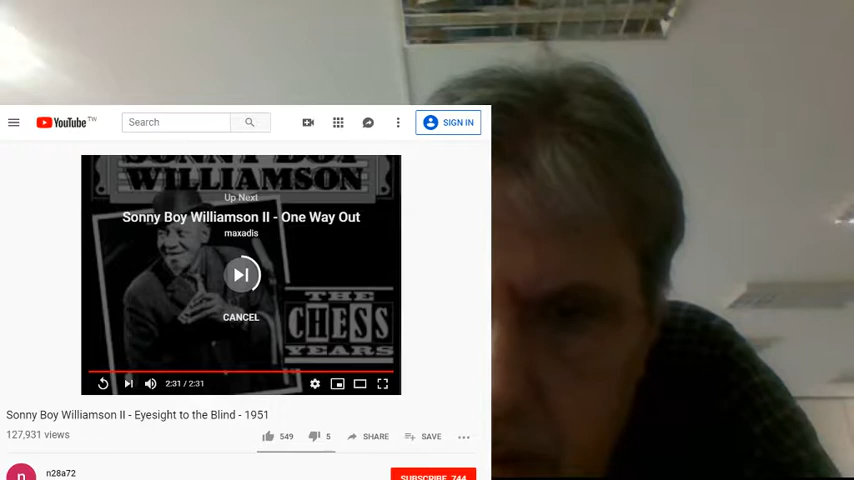 YouTube TW
Search
SIGN IN
SONNY BOY
WILLIAMSON
Up Next
Sonny Boy Williamson II - One Way Out
maxadis
CANCEL
THE
CHESS
YEARS
2:31 / 2:31
Sonny Boy Williamson II - Eyesight to the Blind - 1951
127,931 views
549
5
SHARE
SAVE
n
n28a72
SUBSCRIBE 744